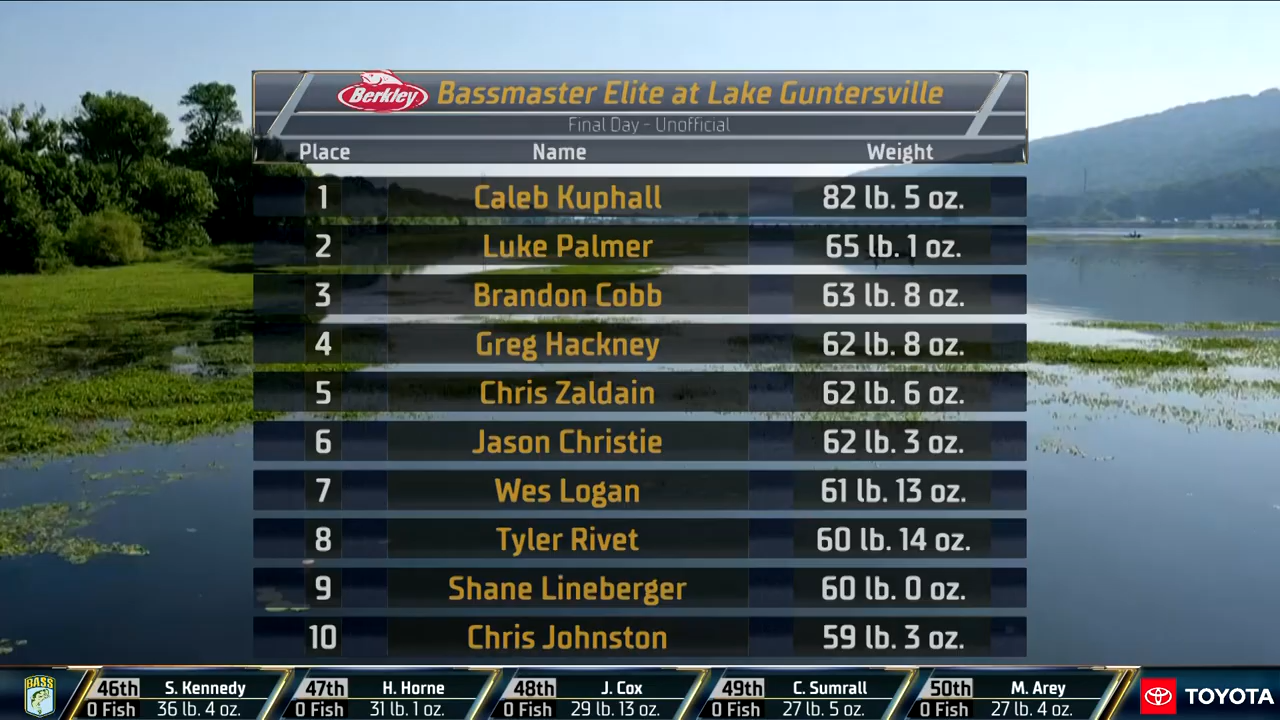 Berkley Bassmaster Elite at Lake Guntersville
Final Day - Unofficial
Place Name Weight
1 Caleb Kuphall 82 lb. 5 oz.
2 Luke Palmer 65 lb. 1 oz.
3 Brandon Cobb 63 lb. 8 oz.
4 Greg Hackney 62 lb. 8 oz.
5 Chris Zaldain 62 lb. 6 oz.
6 Jason Christie 62 lb. 3 oz.
7 Wes Logan 61 lb. 13 oz.
8 Tyler Rivet 60 lb. 14 oz.
9 Shane Lineberger 60 lb. 0 oz.
10 Chris Johnston 59 lb. 3 oz.
BASS
46th S. Kennedy
0 Fish 36 lb. 4 oz.
47th H. Horne
0 Fish 31 lb. 1 oz.
48th J. Cox
0 Fish 29 lb. 13 oz.
49th C. Sumrall
0 Fish 27 lb. 5 oz.
50th M. Arey
0 Fish 27 lb. 4 oz.
TOYOTA